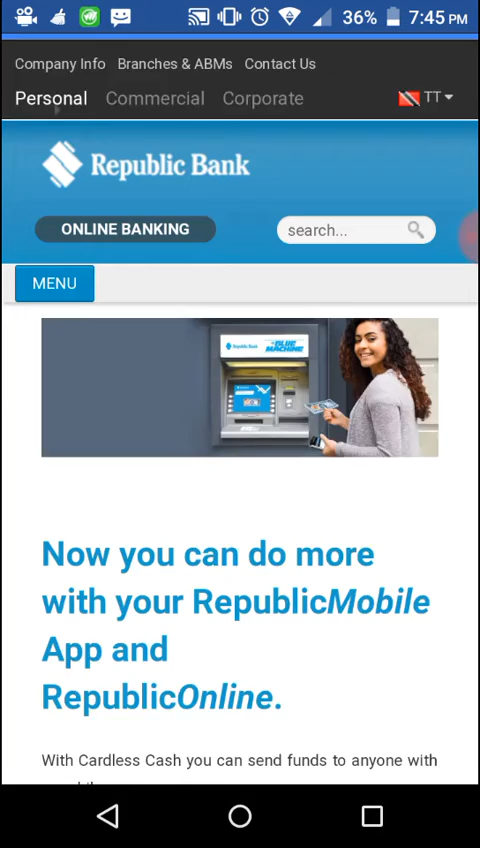 36% 7:45 PM
Company Info Branches & ABMs Contact Us
Personal Commercial Corporate TT
Republic Bank
ONLINE BANKING search...
MENU
Republic Bank BLUE MACHINE
Now you can do more
with your RepublicMobile
App and
RepublicOnline.
With Cardless Cash you can send funds to anyone with